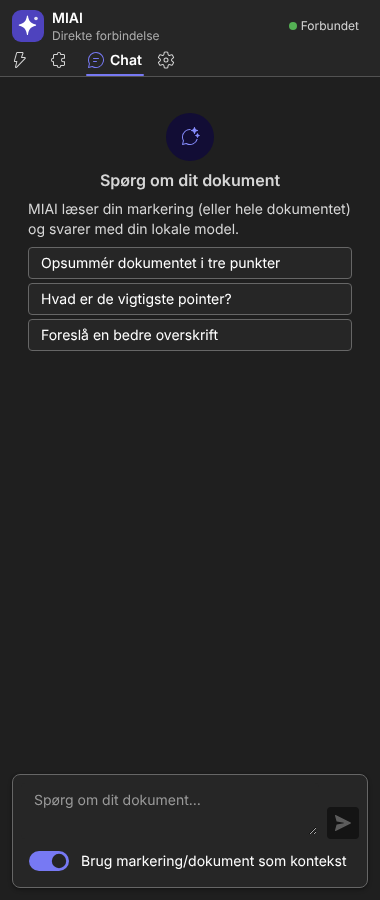 MIAI
Direkte forbindelse
Forbundet
Chat
Spørg om dit dokument
MIAI læser din markering (eller hele dokumentet)
og svarer med din lokale model.
Opsummér dokumentet i tre punkter
Hvad er de vigtigste pointer?
Foreslå en bedre overskrift
Spørg om dit dokument...
Brug markering/dokument som kontekst